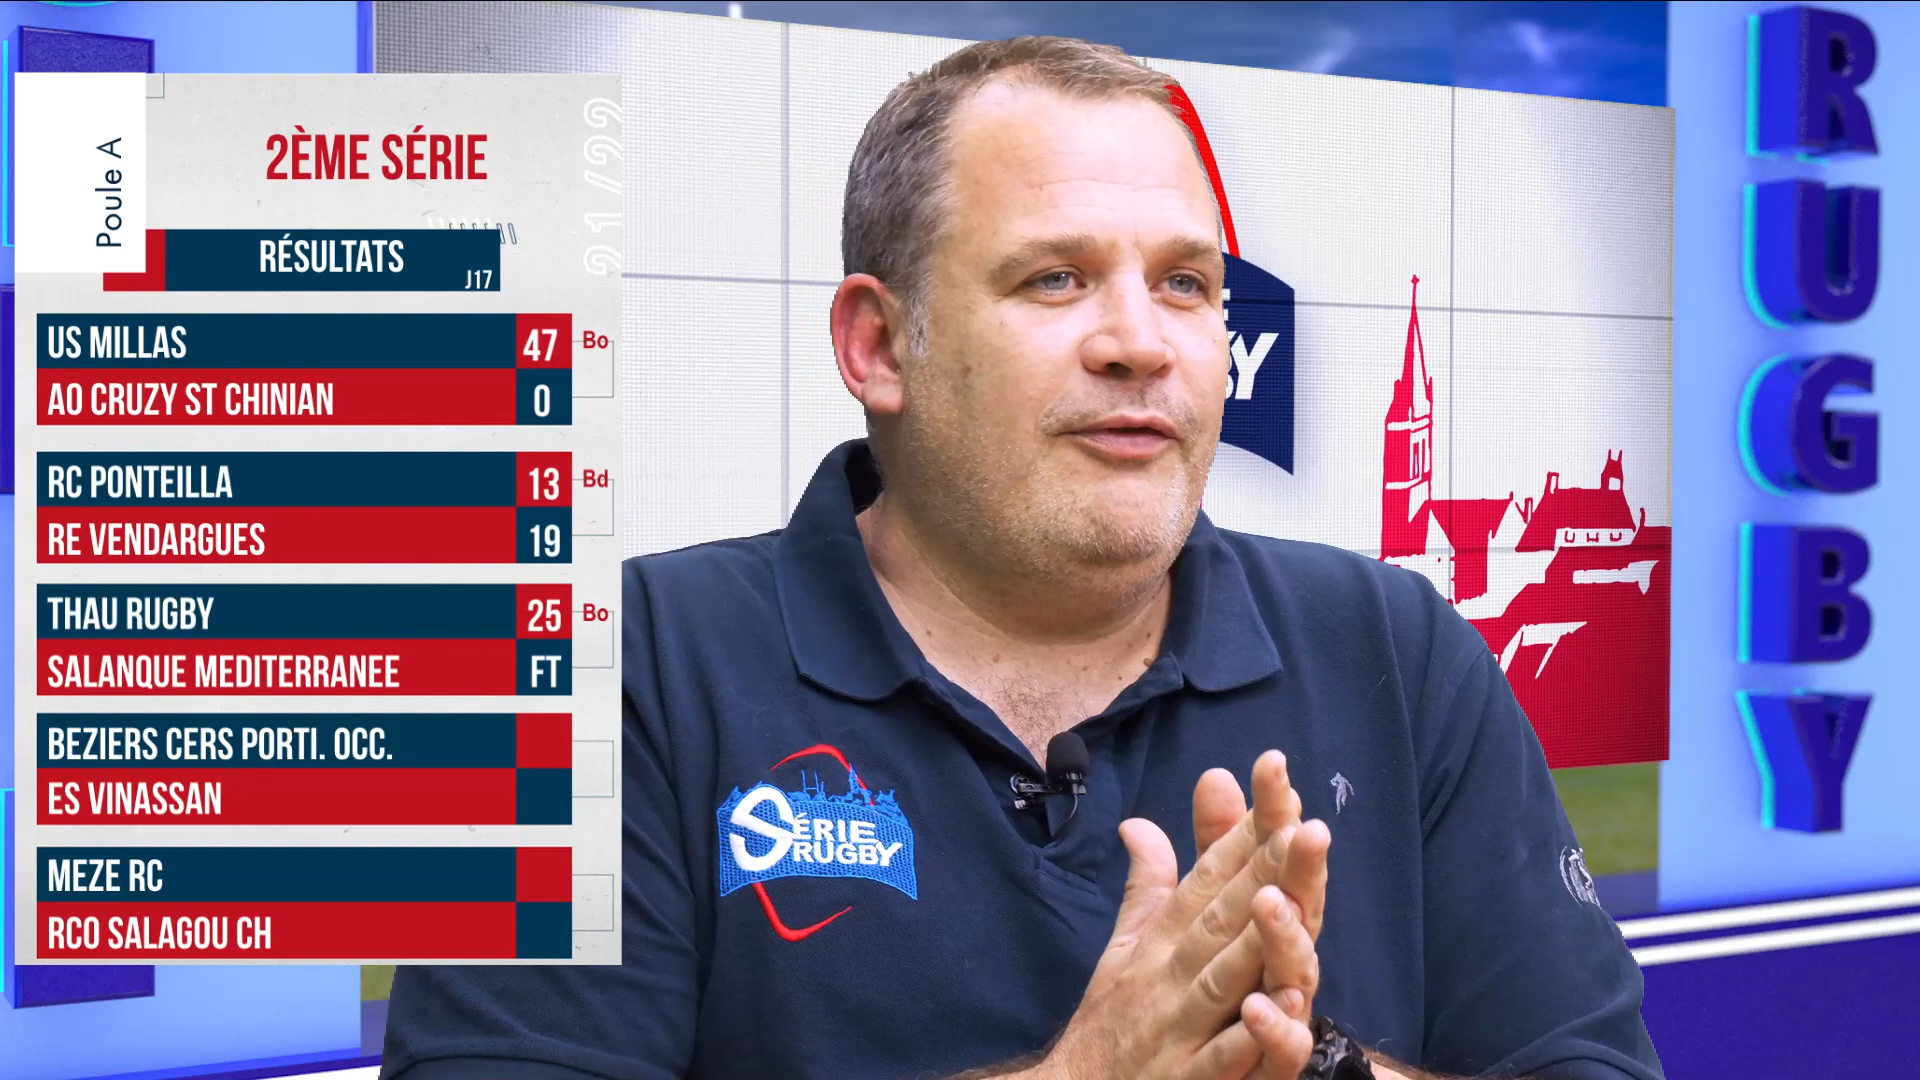 Poule A
2ÈME SÉRIE
21/22
RÉSULTATS
J17
US MILLAS 47 Bo
AO CRUZY ST CHINIAN 0
RC PONTEILLA 13 Bd
RE VENDARGUES 19
THAU RUGBY 25 Bo
SALANQUE MEDITERRANEE FT
BEZIERS CERS PORTI. OCC.
ES VINASSAN
MEZE RC
RCO SALAGOU CH
SÉRIE
RUGBY
RUGBY